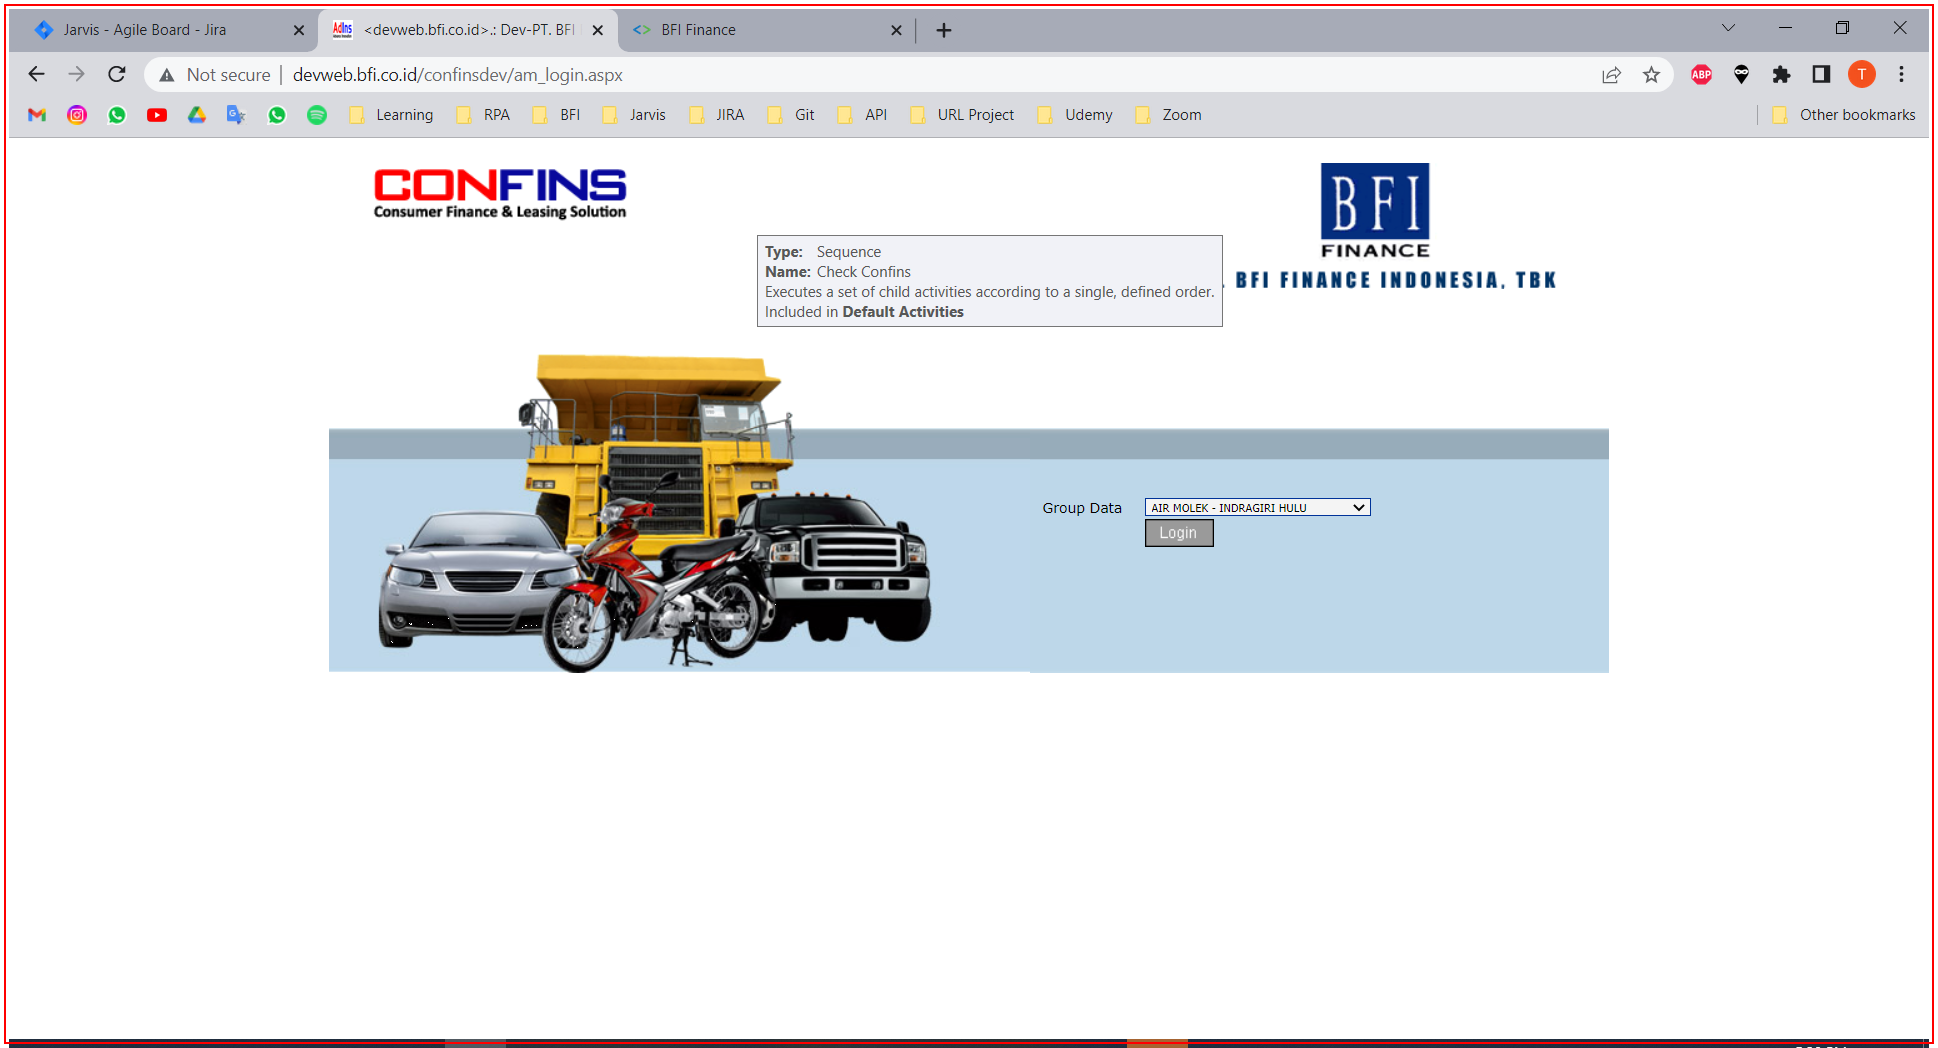 Jarvis - Agile Board - Jira
AdIns
<devweb.bfi.co.id>.: Dev-PT. BFI
<> BFI Finance
Not secure | devweb.bfi.co.id/confinsdev/am_login.aspx
ABP
T
Learning
RPA
BFI
Jarvis
JIRA
Git
API
URL Project
Udemy
Zoom
Other bookmarks
CONFINS
Consumer Finance & Leasing Solution
BFI
FINANCE
BFI FINANCE INDONESIA, TBK
Type: Sequence
Name: Check Confins
Executes a set of child activities according to a single, defined order.
Included in Default Activities
Group Data
AIR MOLEK - INDRAGIRI HULU
Login